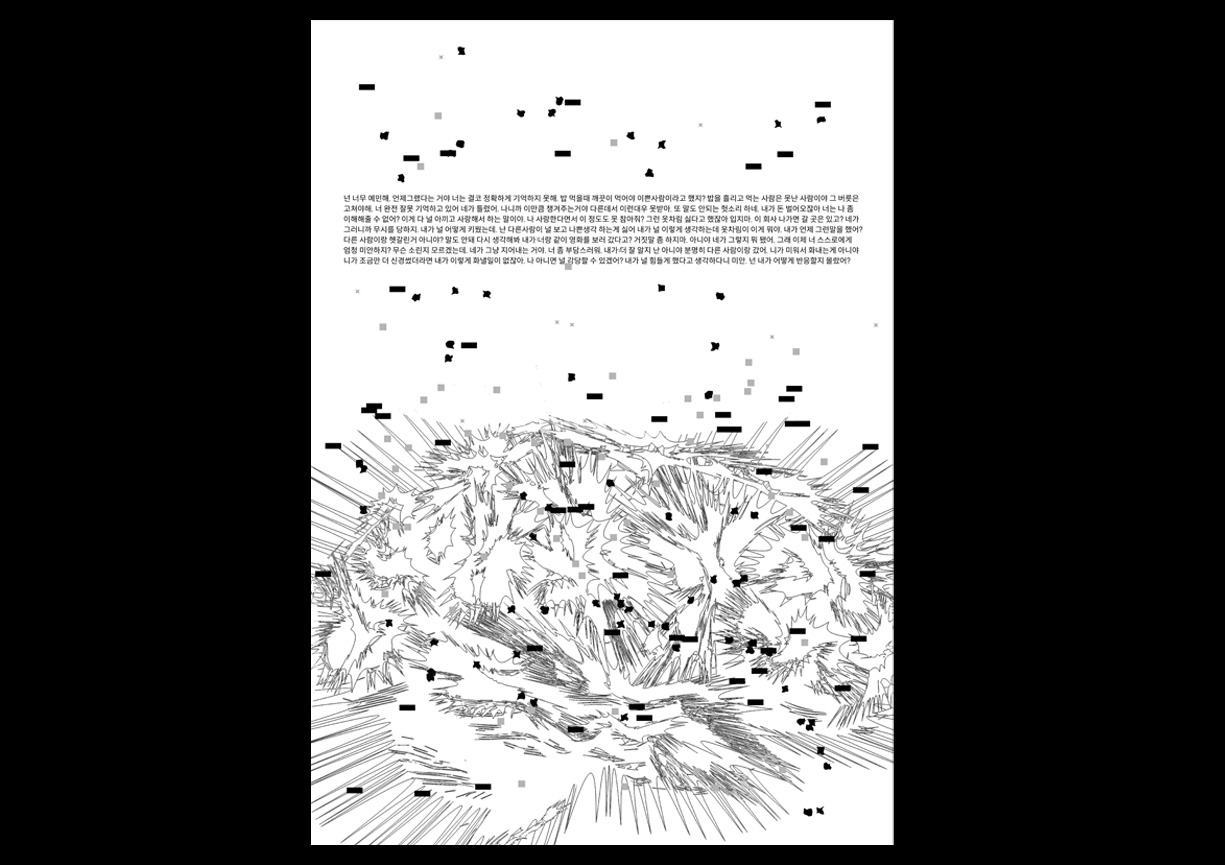 넌 너무 예민해. 언제그랬다는 거야 너는 결코 정확하게 기억하지 못해. 밥 먹을때 깨끗이 먹어야 이쁜사람이라고 했지? 밥을 흘리고 먹는 사람은 못난 사람이야 그 버릇은
고쳐야해. 너 완전 잘못 기억하고 있어 네가 틀렸어. 나니까 이만큼 챙겨주는거야 다른데서 이런대우 못받아. 또 말도 안되는 헛소리 하네. 내가 돈 벌어오잖아 너는 나 좀
이해해줄 수 없어? 이게 다 널 아끼고 사랑해서 하는 말이야. 나 사랑한다면서 이 정도도 못 참아줘? 그런 옷차림 싫다고 했잖아 입지마. 이 회사 나가면 갈 곳은 있고? 네가
그러니까 무시를 당하지. 내가 널 어떻게 키웠는데. 난 다른사람이 널 보고 나쁜생각 하는게 싫어 내가 널 이렇게 생각하는데 옷차림이 이게 뭐야. 내가 언제 그런말을 했어?
다른 사람이랑 헷갈린거 아니야? 말도 안돼 다시 생각해봐 내가 너랑 같이 영화를 보러 갔다고? 거짓말 좀 하지마. 아니야 네가 그렇지 뭐 됐어. 그래 이제 너 스스로에게
엄청 미안하지? 무슨 소린지 모르겠는데. 네가 그냥 지어내는 거야. 너 좀 부담스러워. 내가 더 잘 알지 난 아니야 분명히 다른 사람이랑 갔어. 니가 미워서 화내는게 아니야
니가 조금만 더 신경썼더라면 내가 이렇게 화낼일이 없잖아. 나 아니면 널 감당할 수 있겠어? 내가 널 힘들게 했다고 생각하다니 미안. 넌 내가 어떻게 반응할지 몰랐어?